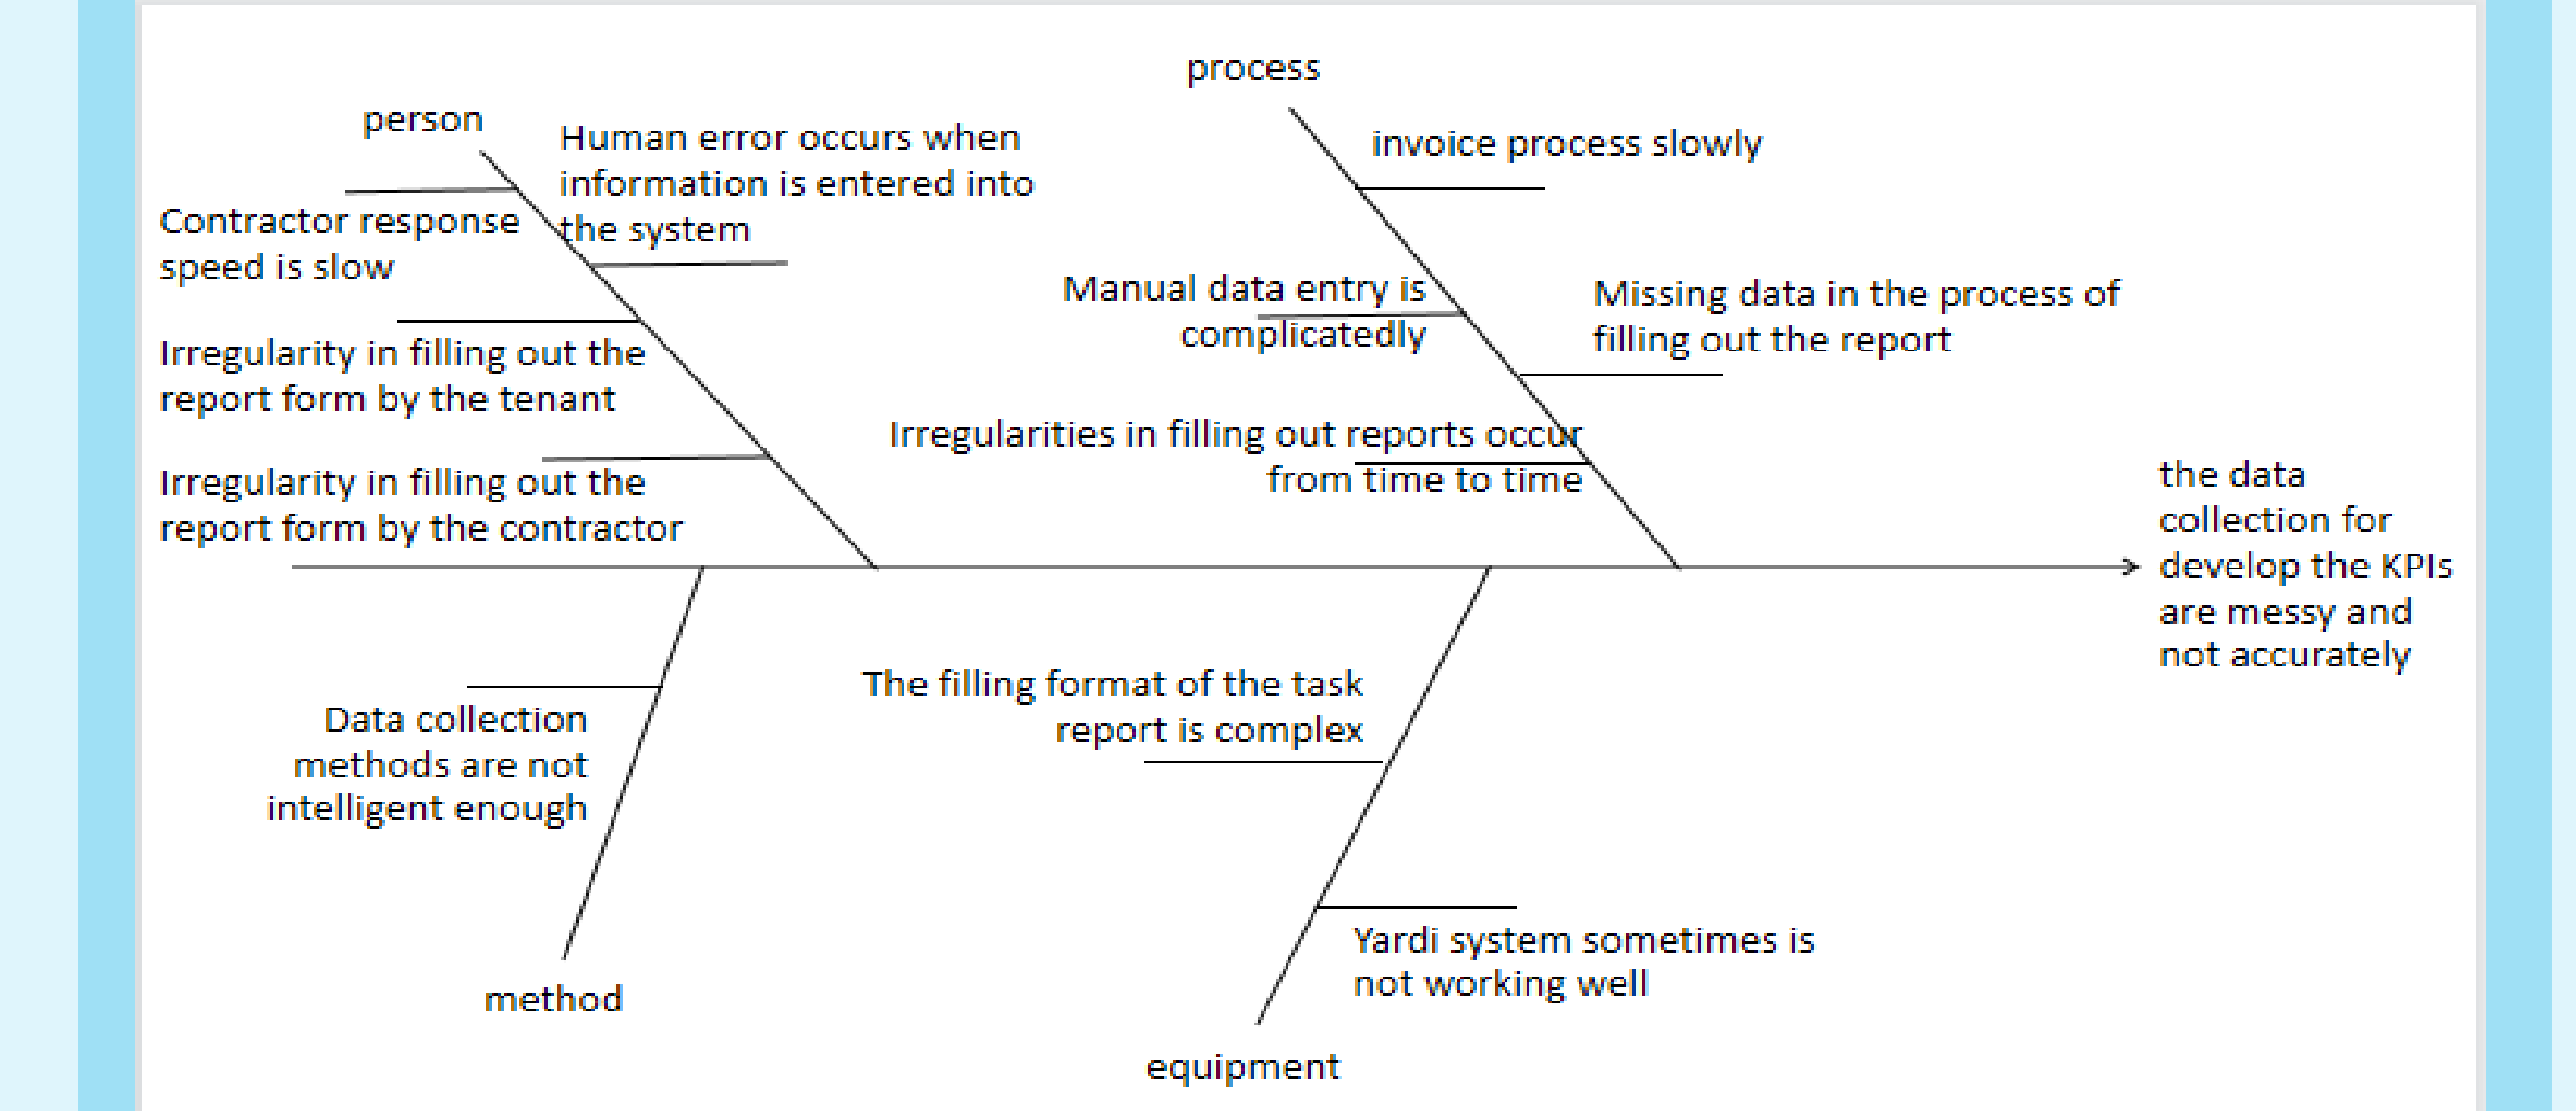 process
person
Human error occurs when
information is entered into
the system
invoice process slowly
Contractor response
speed is slow
Manual data entry is
complicatedly
Missing data in the process of
filling out the report
Irregularity in filling out the
report form by the tenant
Irregularities in filling out reports occur
from time to time
Irregularity in filling out the
report form by the contractor
the data
collection for
develop the KPIs
are messy and
not accurately
Data collection
methods are not
intelligent enough
The filling format of the task
report is complex
Yardi system sometimes is
not working well
method
equipment